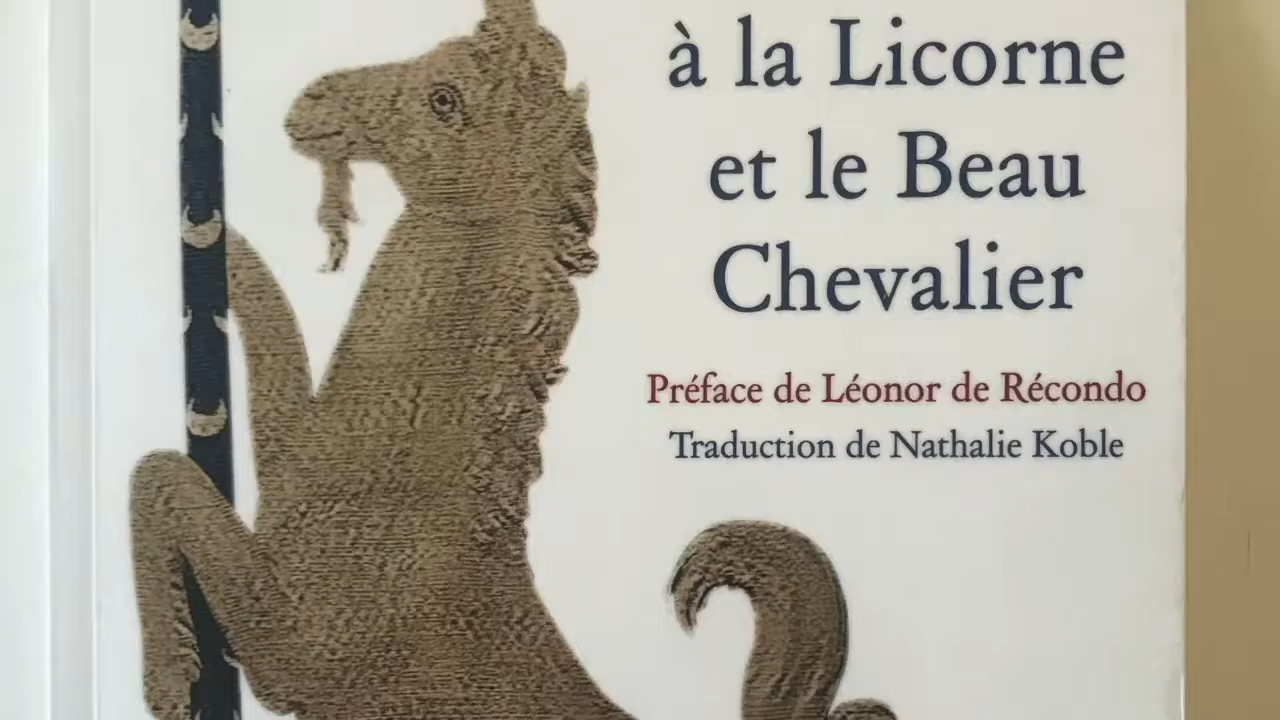 à la Licorne
et le Beau
Chevalier
Préface de Léonor de Récondo
Traduction de Nathalie Koble